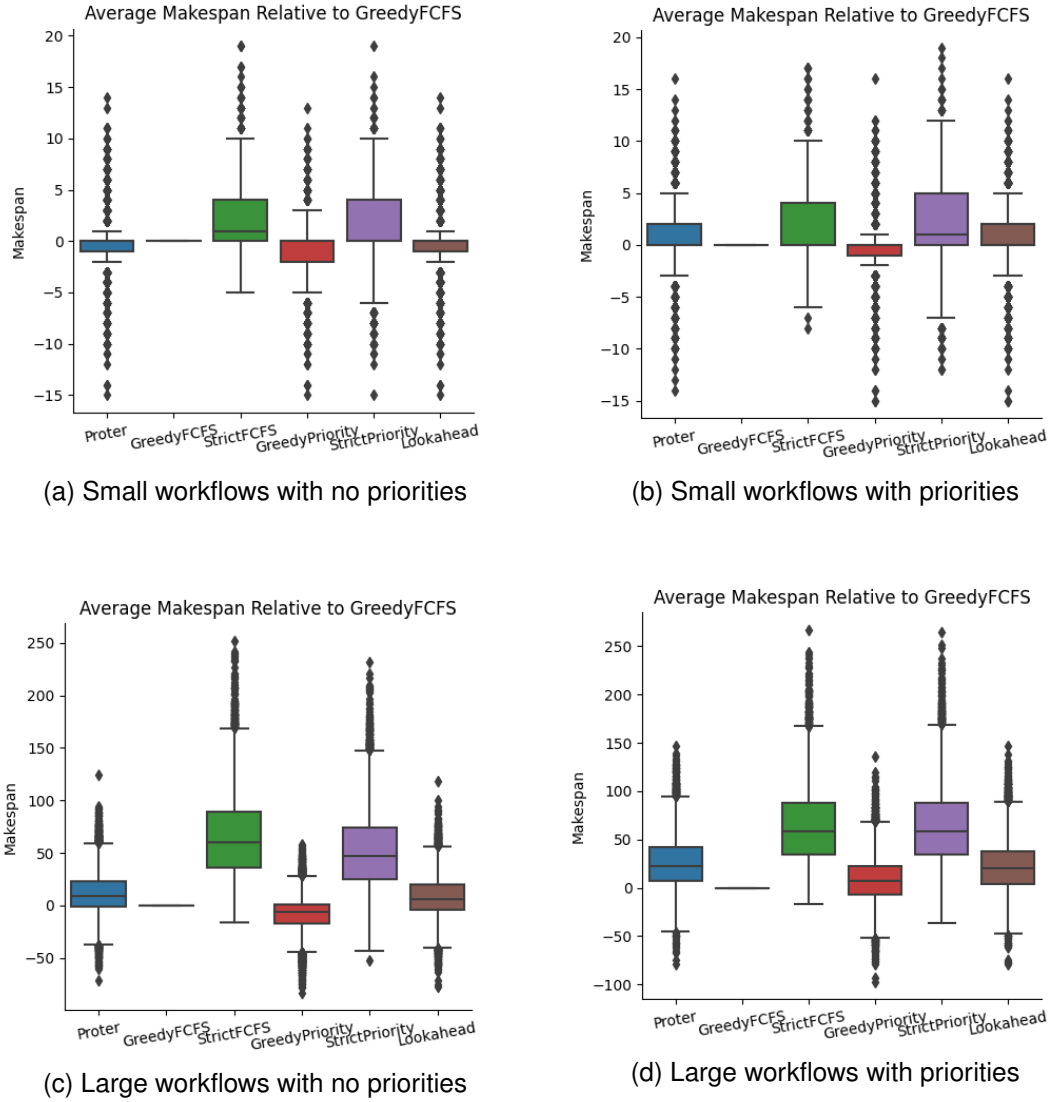 Average Makespan Relative to GreedyFCFS
Makespan
20
15
10
5
0
−5
−10
−15
Proter GreedyFCFS StrictFCFS GreedyPriority StrictPriority Lookahead
(a) Small workflows with no priorities
Average Makespan Relative to GreedyFCFS
Makespan
20
15
10
5
0
−5
−10
−15
Proter GreedyFCFS StrictFCFS GreedyPriority StrictPriority Lookahead
(b) Small workflows with priorities
Average Makespan Relative to GreedyFCFS
Makespan
250
200
150
100
50
0
−50
Proter GreedyFCFS StrictFCFS GreedyPriority StrictPriority Lookahead
(c) Large workflows with no priorities
Average Makespan Relative to GreedyFCFS
Makespan
250
200
150
100
50
0
−50
−100
Proter GreedyFCFS StrictFCFS GreedyPriority StrictPriority Lookahead
(d) Large workflows with priorities